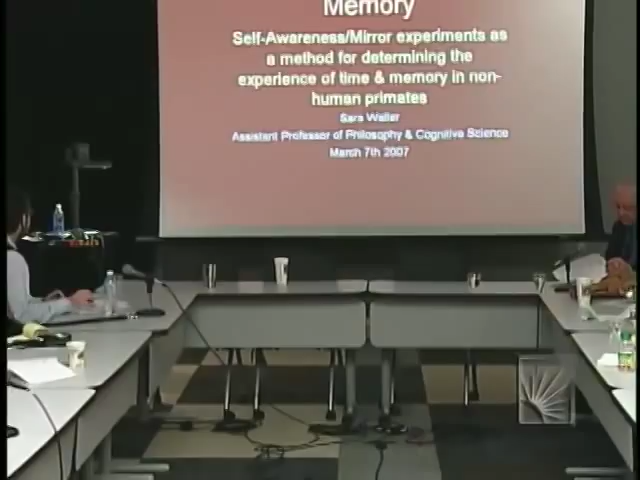 Memory
Self-Awareness/Mirror experiments as
a method for determining the
experience of time & memory in non-
human primates
Sara Waller
Assistant Professor of Philosophy & Cognitive Science
March 7th 2007